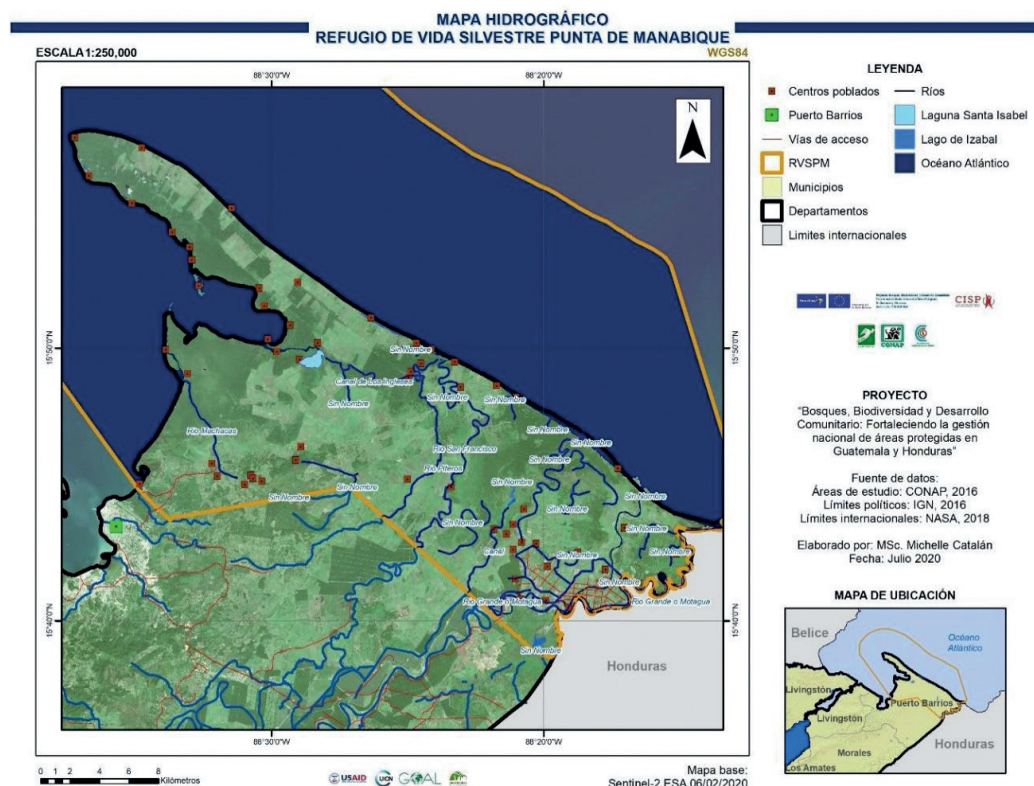 MAPA HIDROGRÁFICO
REFUGIO DE VIDA SILVESTRE PUNTA DE MANABIQUE
ESCALA 1:250,000
WGS84
88°30'0"W
88°20'0"W
N
15°50'0"N
15°50'0"N
15°40'0"N
15°40'0"N
Sin Nombre
Canal de Los Ingleses
Sin Nombre
Sin Nombre
Sin Nombre
Río Machacas
Sin Nombre
Sin Nombre
Río San Francisco
Sin Nombre
Río Piteros
Sin Nombre
Sin Nombre
Sin Nombre
Sin Nombre
Sin Nombre
Sin Nombre
Sin Nombre
Canal
Sin Nombre
Sin Nombre
Río Grande o Motagua
Río Grande o Motagua
Sin Nombre
Honduras
88°30'0"W
88°20'0"W
0 1 2 4 6 8
Kilómetros
USAID
UICN
GOAL
Mapa base:
Sentinel-2 ESA 06/02/2020
LEYENDA
Centros poblados
Puerto Barrios
Vías de acceso
RVSPM
Municipios
Departamentos
Limites internacionales
Ríos
Laguna Santa Isabel
Lago de Izabal
Océano Atlántico
CISP
CONAP
PROYECTO
"Bosques, Biodiversidad y Desarrollo
Comunitario: Fortaleciendo la gestión
nacional de áreas protegidas en
Guatemala y Honduras"
Fuente de datos:
Áreas de estudio: CONAP, 2016
Límites políticos: IGN, 2016
Límites internacionales: NASA, 2018
Elaborado por: MSc. Michelle Catalán
Fecha: Julio 2020
MAPA DE UBICACIÓN
Belice
Océano
Atlántico
Livingstón
Puerto Barrios
Livingstón
Honduras
Morales
Los Amates